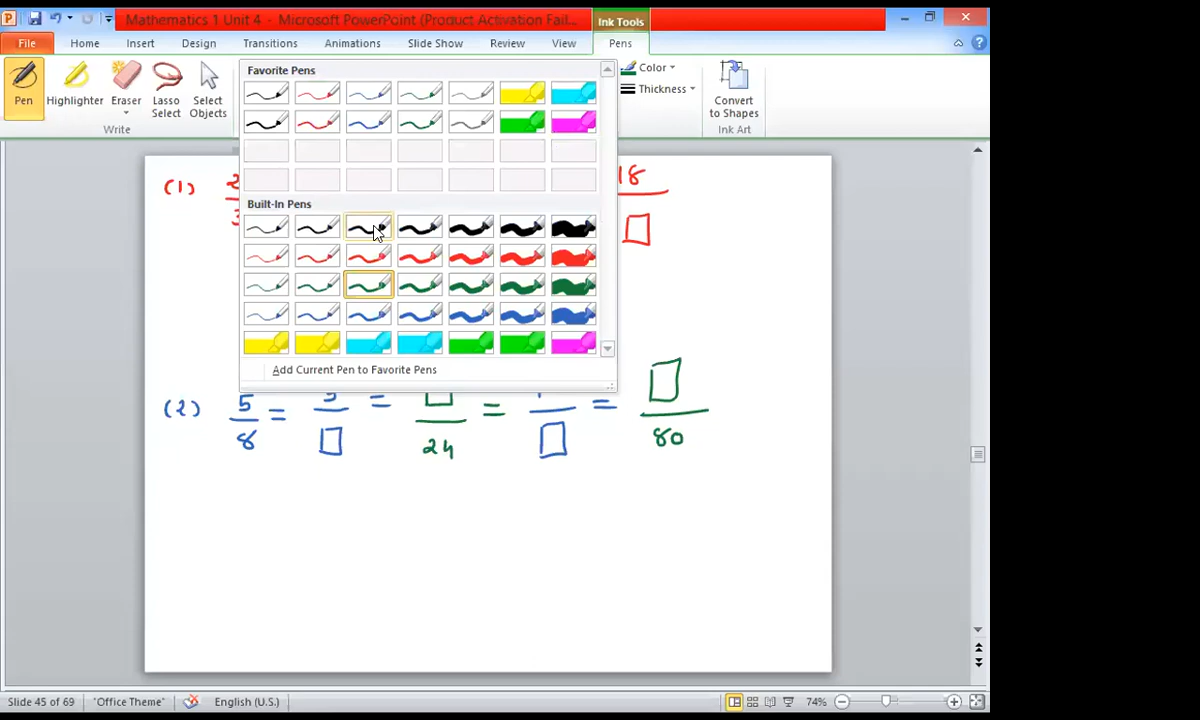 Mathematics 1 Unit 4 - Microsoft PowerPoint (Product Activation Fail...
Ink Tools
File Home Insert Design Transitions Animations Slide Show Review View Pens
Pen
Highlighter
Eraser
Lasso Select
Select Objects
Write
Favorite Pens
Built-In Pens
Add Current Pen to Favorite Pens
Color
Thickness
Convert to Shapes
Ink Art
(1) 2 18
3
(2) 5 = = = =
8 24 80
Slide 45 of 69 "Office Theme" English (U.S.) 74%